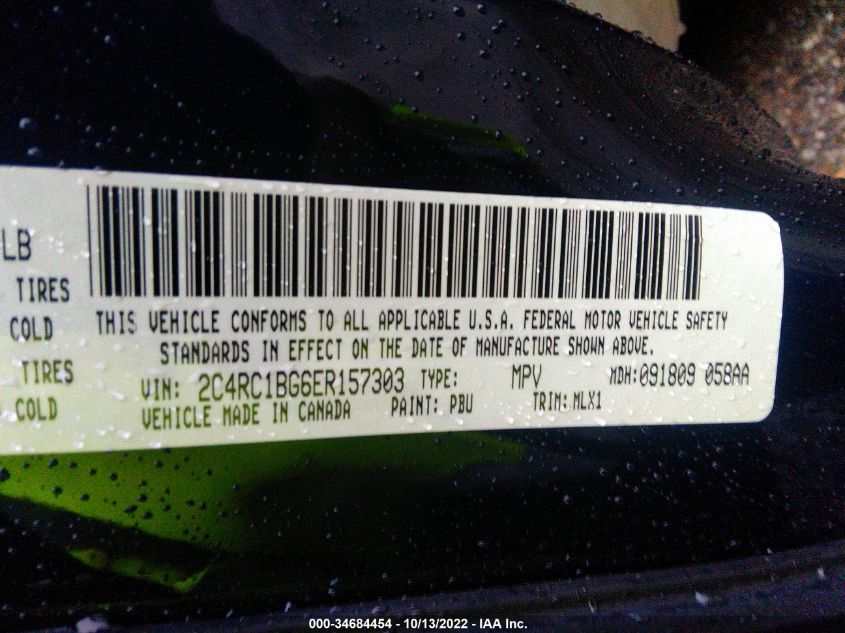 LB
TIRES
COLD
TIRES
COLD
THIS VEHICLE CONFORMS TO ALL APPLICABLE U.S.A. FEDERAL MOTOR VEHICLE SAFETY
STANDARDS IN EFFECT ON THE DATE OF MANUFACTURE SHOWN ABOVE.
VIN: 2C4RC1BG6ER157303 TYPE: MPV MDH:091809 058AA
VEHICLE MADE IN CANADA PAINT: PBU TRIM: MLX1
000-34684454 - 10/13/2022 - IAA Inc.